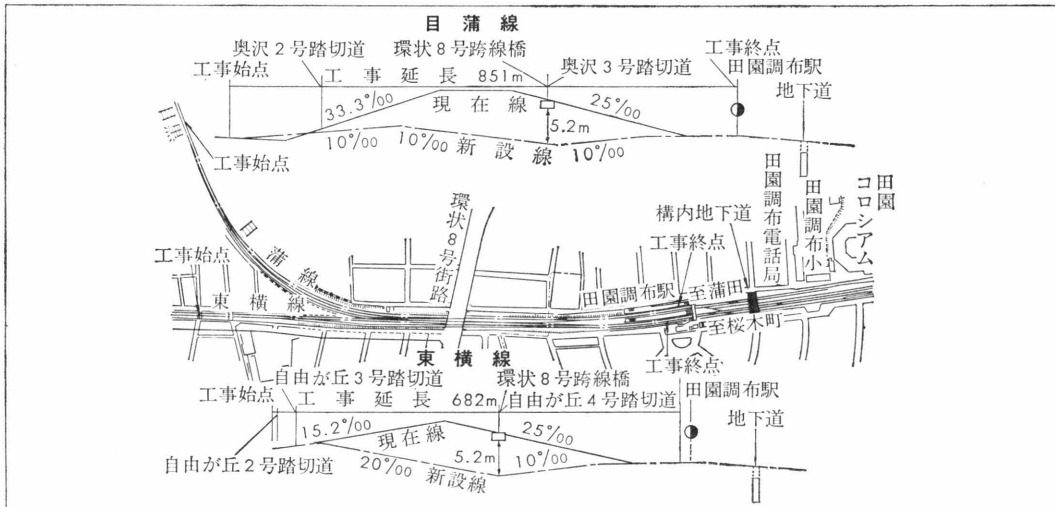 目蒲線
奥沢2号踏切道
環状8号跨線橋
工事終点
工事始点
奥沢3号踏切道
田園調布駅
工事延長 851m
地下道
33.3‰
現在線
25‰
5.2m
10‰
10‰
新設線
10‰
目黒
工事始点
環状8号街路
田園調布電話局
田園調布小
田園コロシアム
構内地下道
工事終点
工事始点
目蒲線
田園調布駅
至蒲田
東横線
至桜木町
東横線
工事終点
自由が丘3号踏切道
環状8号跨線橋
田園調布駅
工事始点
工事延長 682m
自由が丘4号踏切道
地下道
15.2‰
現在線
25‰
5.2m
10‰
自由が丘2号踏切道
20‰
新設線